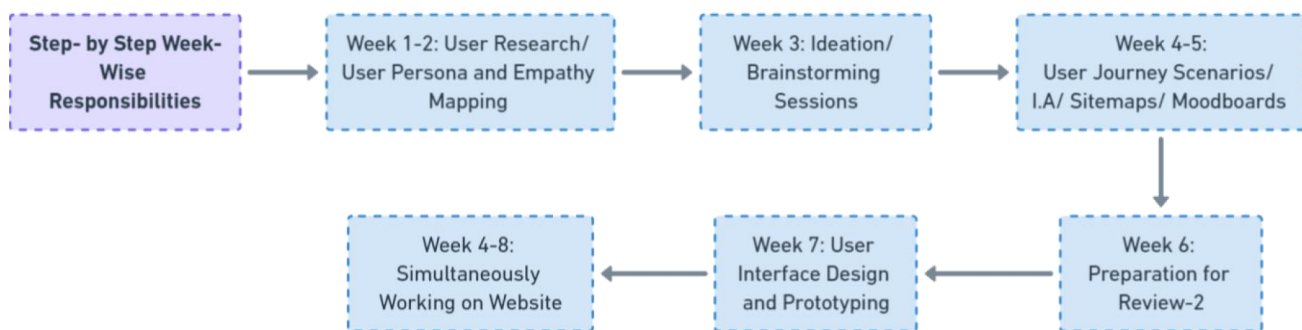 Step- by Step Week-
Wise
Responsibilities
Week 1-2: User Research/
User Persona and Empathy
Mapping
Week 3: Ideation/
Brainstorming
Sessions
Week 4-5:
User Journey Scenarios/
I.A/ Sitemaps/ Moodboards
Week 6:
Preparation for
Review-2
Week 7: User
Interface Design
and Prototyping
Week 4-8:
Simultaneously
Working on Website